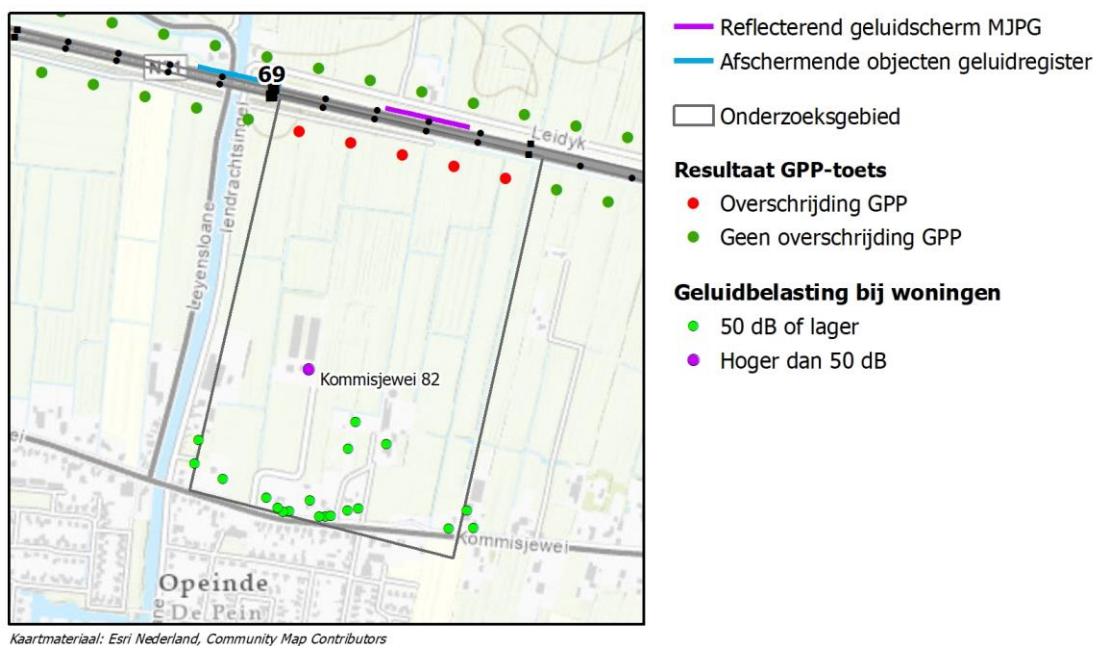 69
Leidyk
Leyensloane
Kommisjewei 82
Kommisjewei
Opeinde
De Pein
Kaartmateriaal: Esri Nederland, Community Map Contributors
Reflecterend geluidscherm MJPG
Afschermende objecten geluidregister
Onderzoeksgebied
Resultaat GPP-toets
Overschrijding GPP
Geen overschrijding GPP
Geluidbelasting bij woningen
50 dB of lager
Hoger dan 50 dB